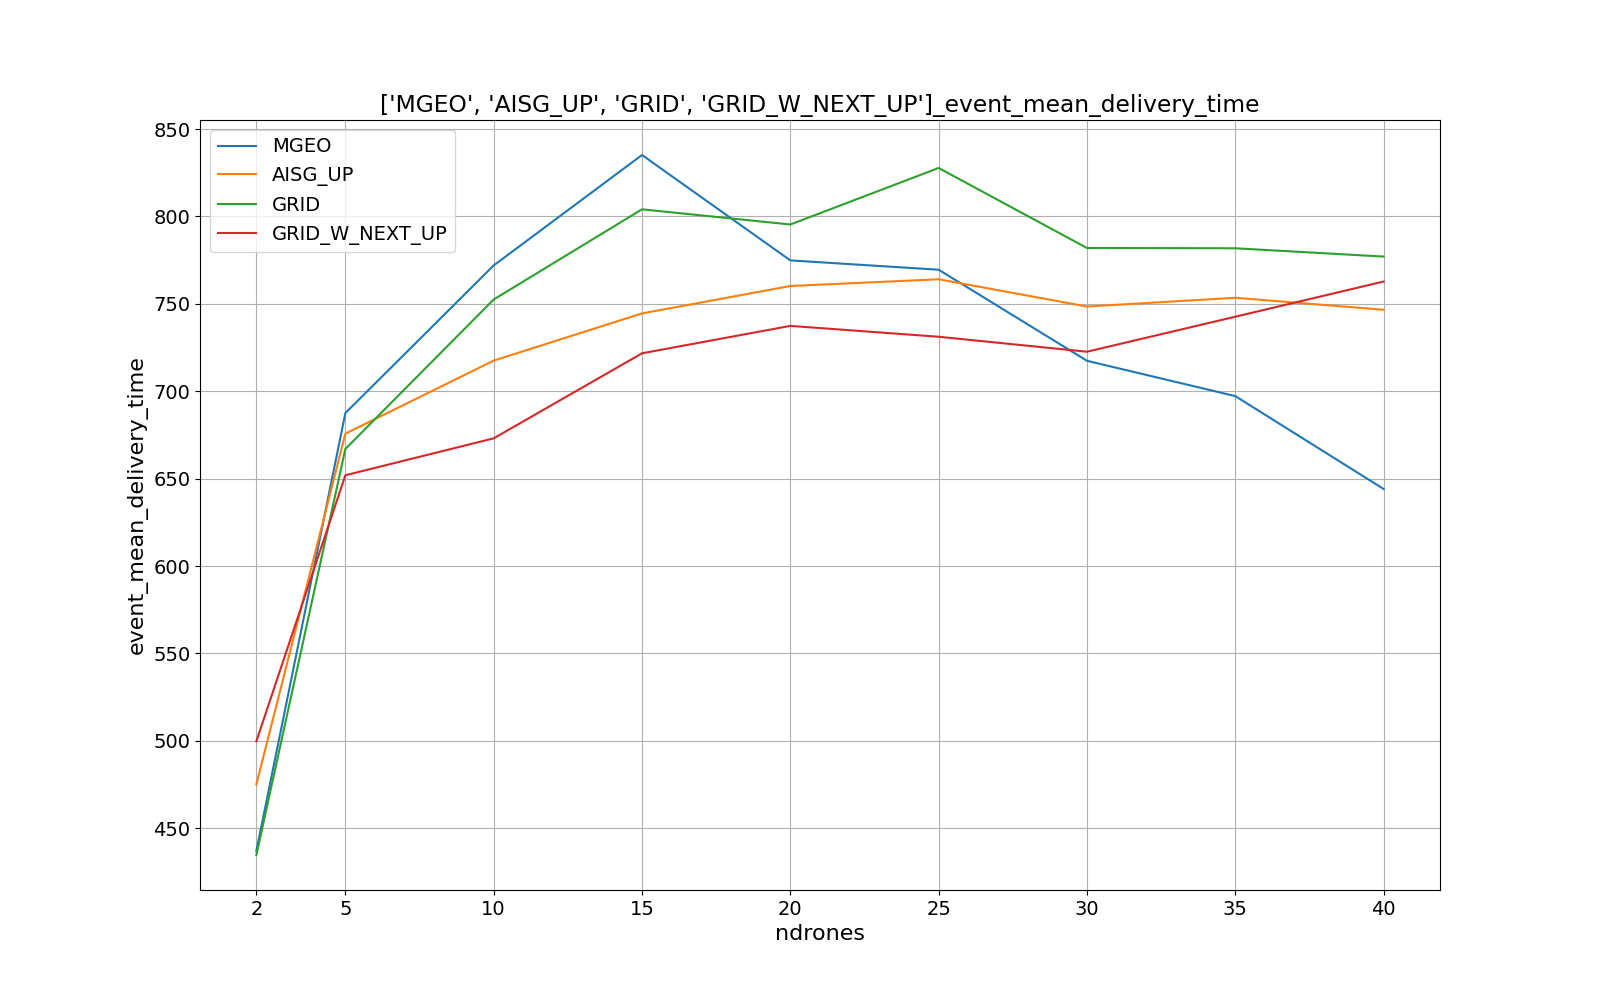 ['MGEO', 'AISG_UP', 'GRID', 'GRID_W_NEXT_UP']_event_mean_delivery_time
MGEO
AISG_UP
GRID
GRID_W_NEXT_UP
850
800
750
700
650
600
550
500
450
event_mean_delivery_time
2 5 10 15 20 25 30 35 40
ndrones